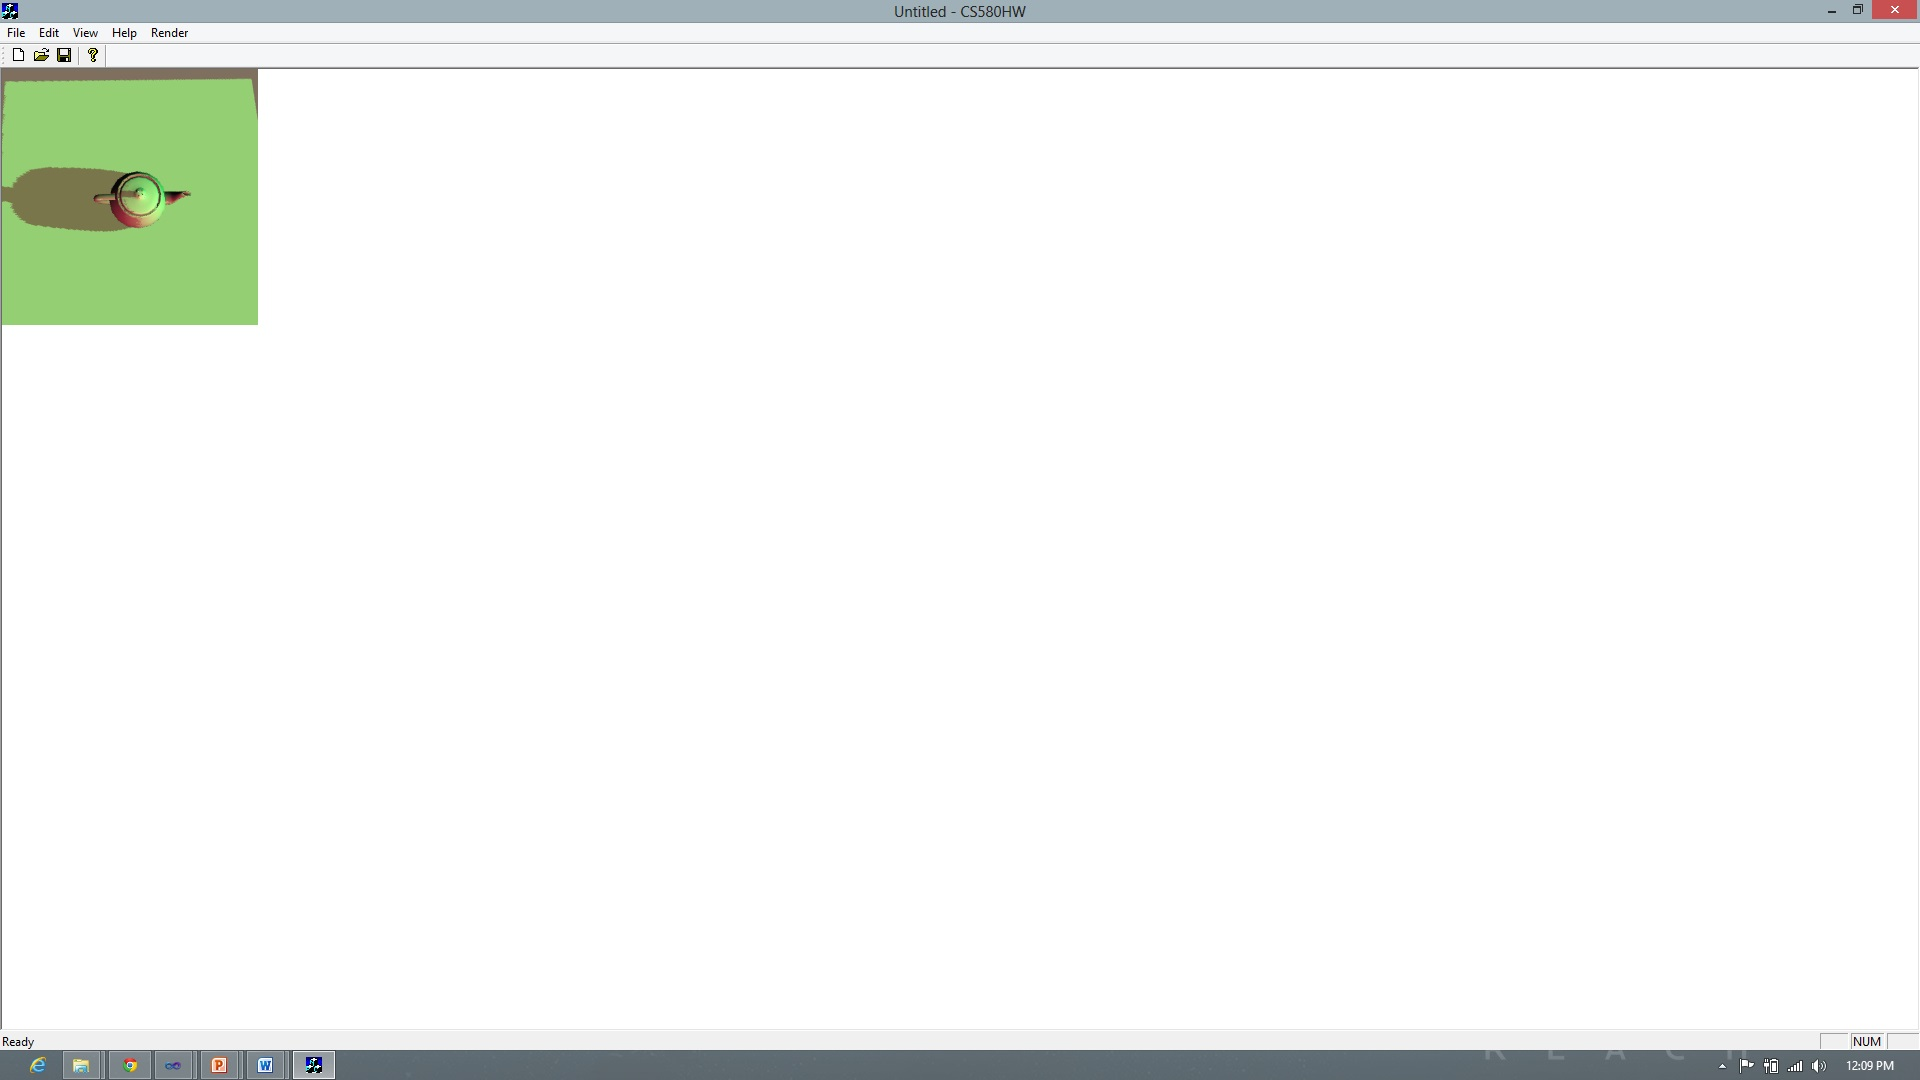 Untitled - CS580HW
File Edit View Help Render
Ready
NUM
R E A C H
12:09 PM